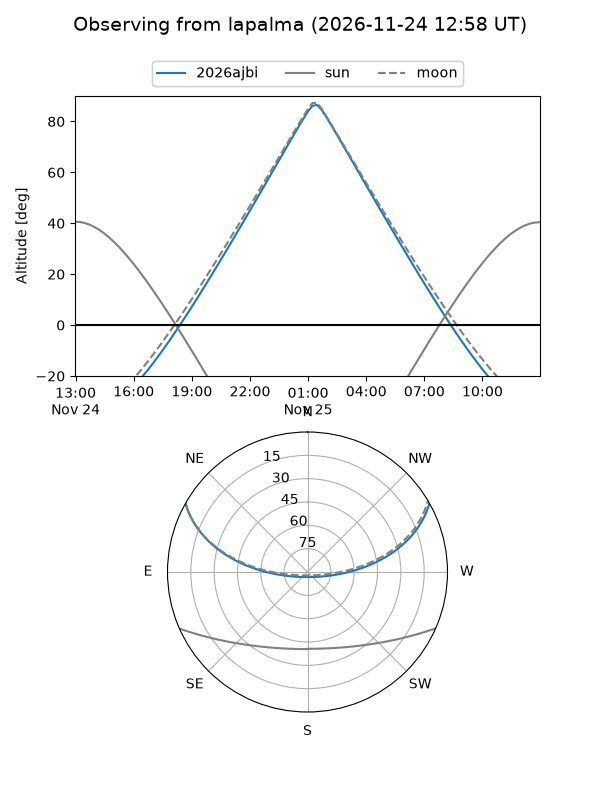 Observing from lapalma (2026-11-24 12:58 UT)
2026ajbi sun moon
Altitude [deg]
80
60
40
20
0
−20
13:00 16:00 19:00 22:00 01:00 04:00 07:00 10:00
Nov 24 Nov 25
N
NE NW
15
30
45
60
75
E W
SE SW
S